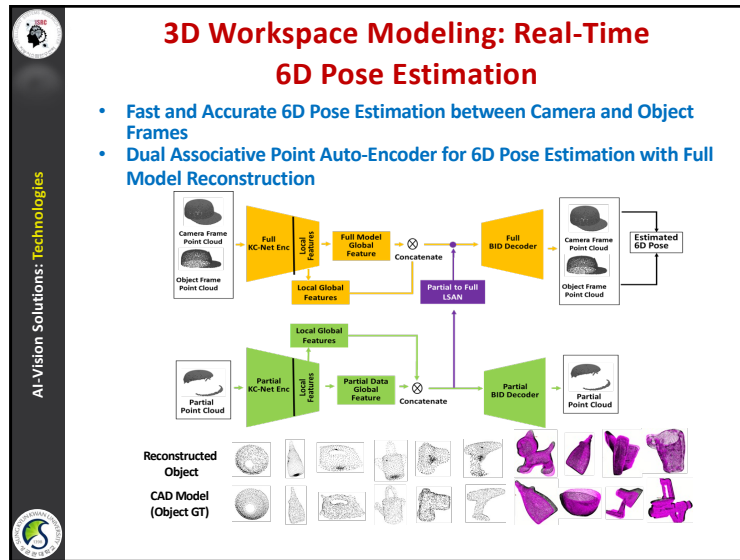 3D Workspace Modeling: Real-Time
6D Pose Estimation
• Fast and Accurate 6D Pose Estimation between Camera and Object
Frames
• Dual Associative Point Auto-Encoder for 6D Pose Estimation with Full
Model Reconstruction
AI-Vision Solutions: Technologies
Camera Frame
Point Cloud
Object Frame
Point Cloud
Full
KC-Net Enc
Local
Features
Full Model
Global
Feature
Concatenate
Local Global
Features
Full
BID Decoder
Camera Frame
Point Cloud
Object Frame
Point Cloud
Estimated
6D Pose
Partial to Full
LSAN
Local Global
Features
Partial
Point Cloud
Partial
KC-Net Enc
Local
Features
Partial Data
Global
Feature
Concatenate
Partial
BID Decoder
Partial
Point Cloud
Reconstructed
Object
CAD Model
(Object GT)
SUNGKYUNKWAN UNIVERSITY